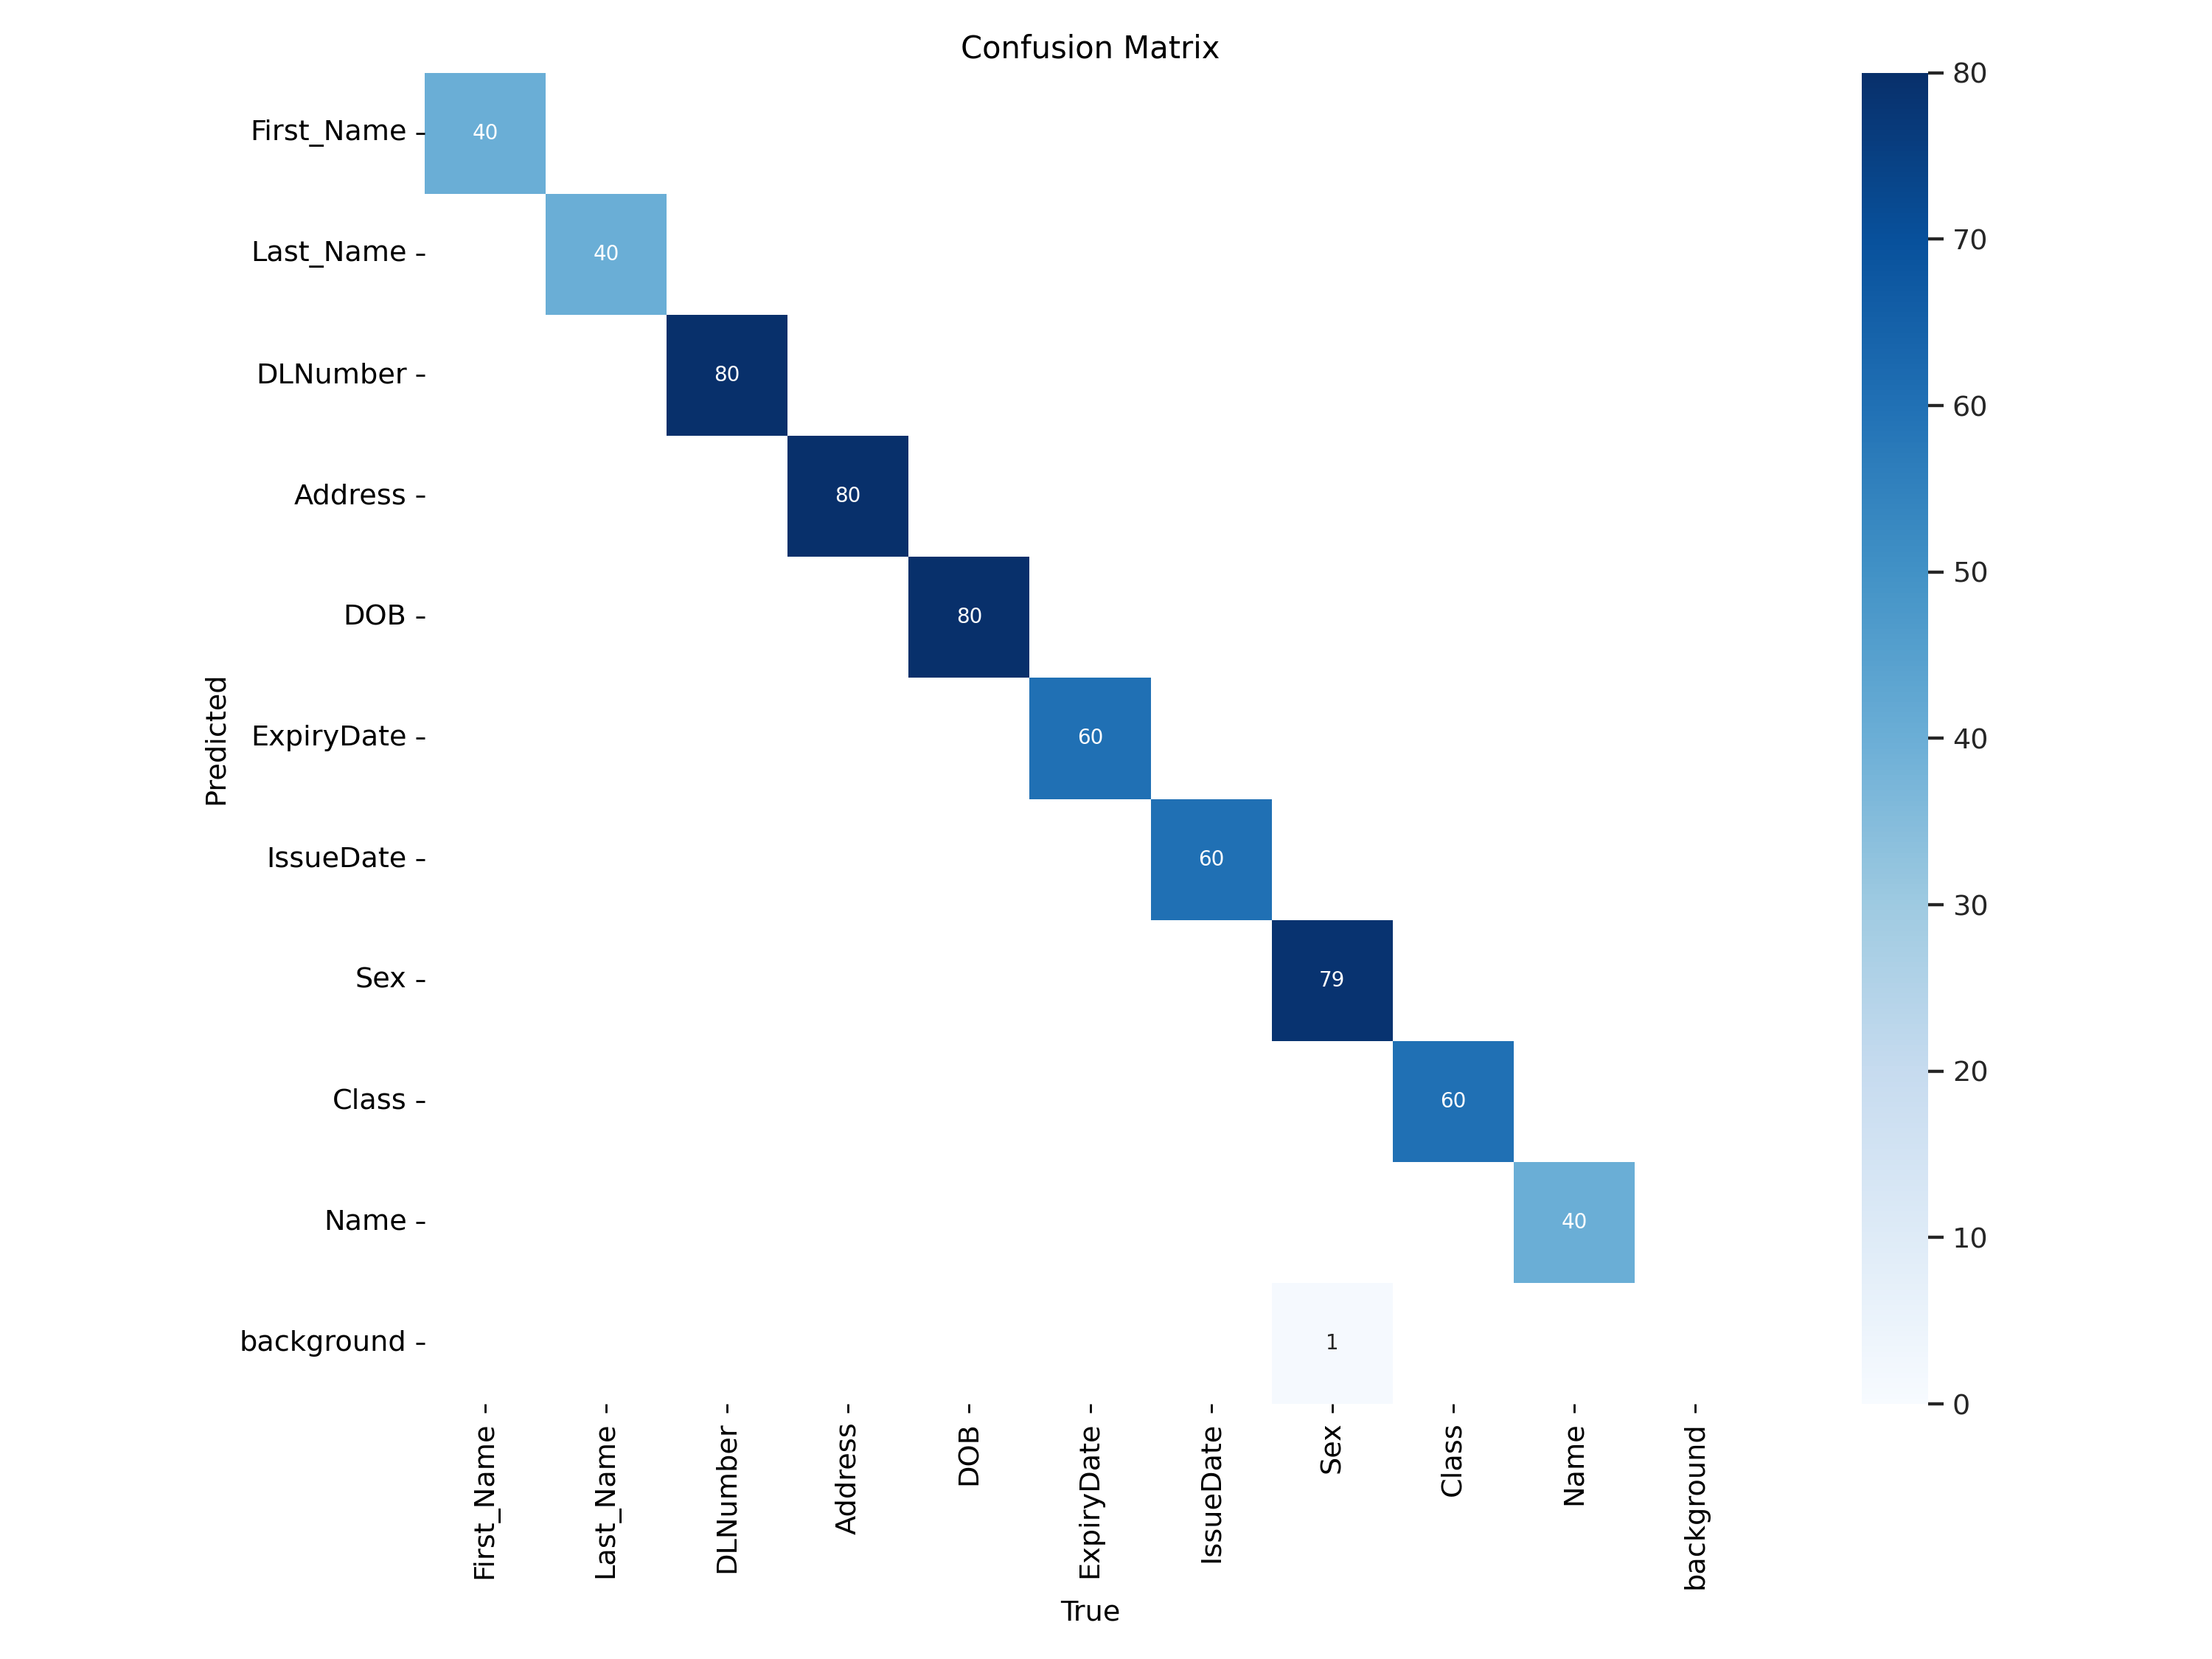 Confusion Matrix
First_Name
Last_Name
DLNumber
Address
DOB
ExpiryDate
IssueDate
Sex
Class
Name
background
Predicted
40
40
80
80
80
60
60
79
60
40
1
First_Name
Last_Name
DLNumber
Address
DOB
ExpiryDate
IssueDate
Sex
Class
Name
background
True
80
70
60
50
40
30
20
10
0